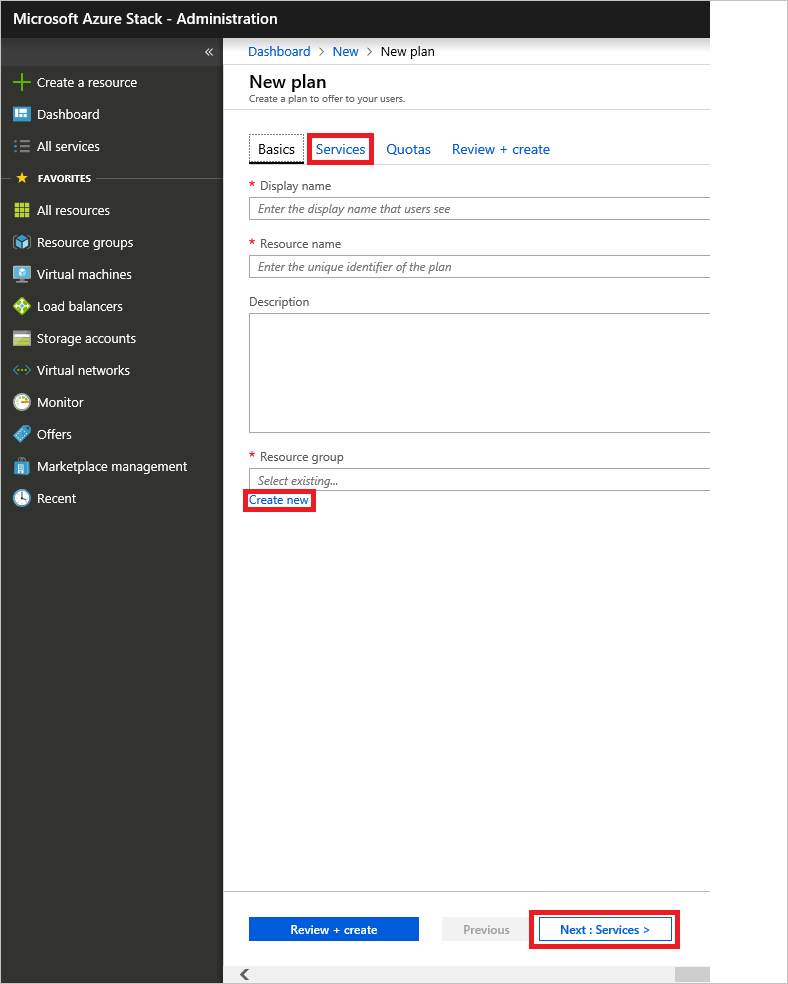 Microsoft Azure Stack - Administration
«
Create a resource
Dashboard
All services
FAVORITES
All resources
Resource groups
Virtual machines
Load balancers
Storage accounts
Virtual networks
Monitor
Offers
Marketplace management
Recent
Dashboard > New > New plan
New plan
Create a plan to offer to your users.
Basics Services Quotas Review + create
* Display name
Enter the display name that users see
* Resource name
Enter the unique identifier of the plan
Description
* Resource group
Select existing...
Create new
Review + create Previous Next : Services >